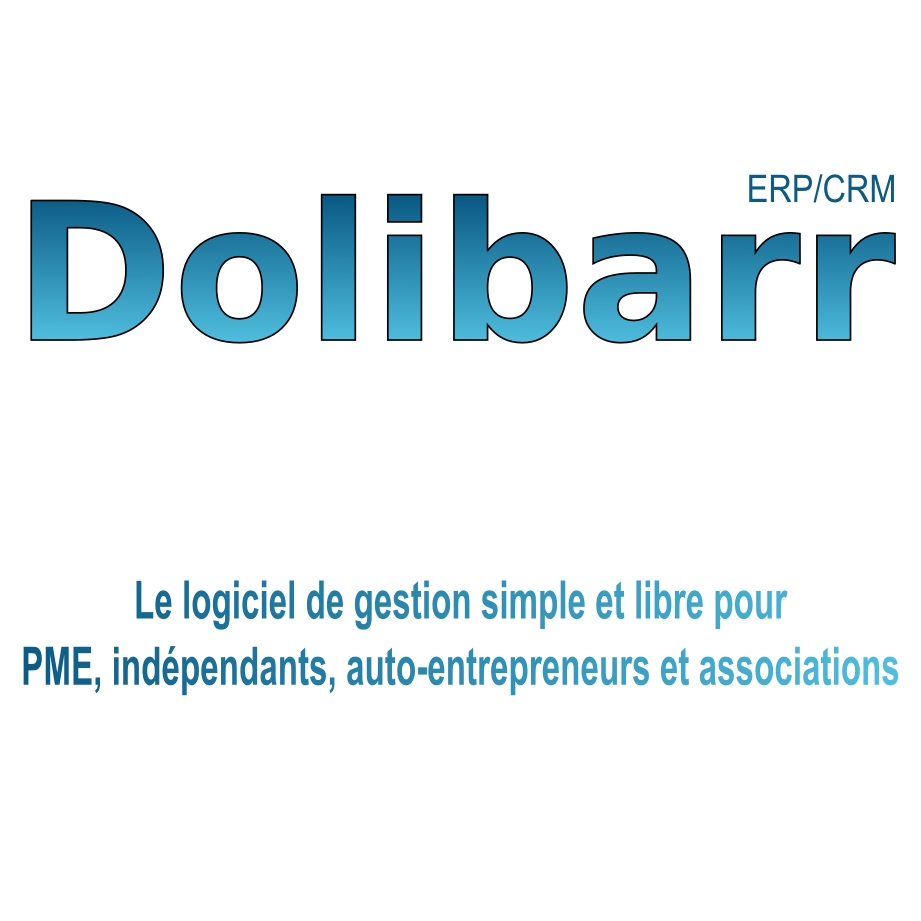 ERP/CRM
Dolibarr
Le logiciel de gestion simple et libre pour
PME, indépendants, auto-entrepreneurs et associations